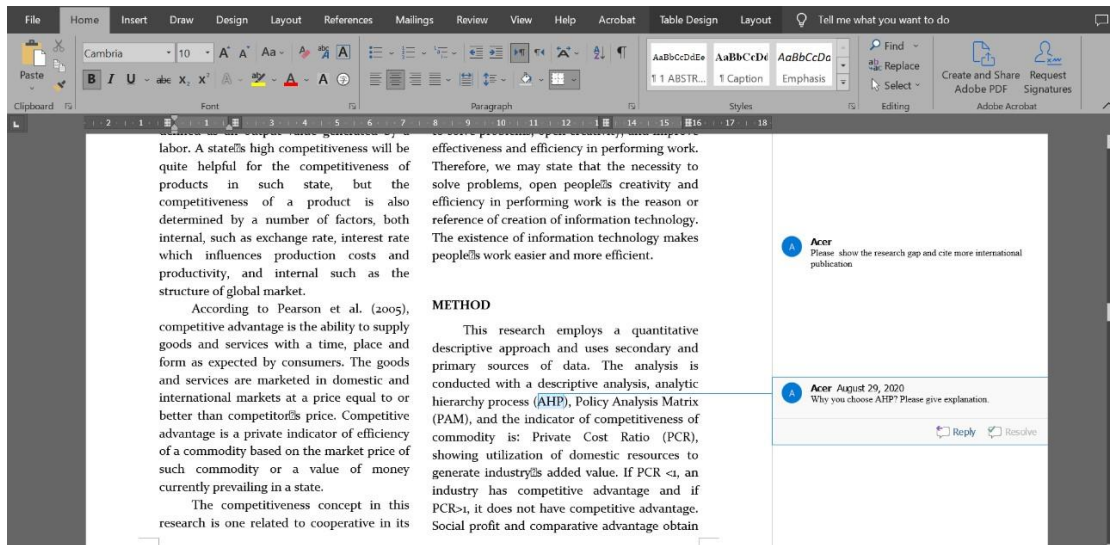 File Home Insert Draw Design Layout References Mailings Review View Help Acrobat Table Design Layout Tell me what you want to do
Paste
Clipboard
Cambria 10
Font
Paragraph
AaBbCcDdEe AaBbCcDd AaBbCcDc
¶ 1 ABSTR... ¶ Caption Emphasis
Styles
Find
Replace
Select
Editing
Create and Share Adobe PDF
Request Signatures
Adobe Acrobat
labor. A state's high competitiveness will be
quite helpful for the competitiveness of
products in such state, but the
competitiveness of a product is also
determined by a number of factors, both
internal, such as exchange rate, interest rate
which influences production costs and
productivity, and internal such as the
structure of global market.
According to Pearson et al. (2005),
competitive advantage is the ability to supply
goods and services with a time, place and
form as expected by consumers. The goods
and services are marketed in domestic and
international markets at a price equal to or
better than competitor's price. Competitive
advantage is a private indicator of efficiency
of a commodity based on the market price of
such commodity or a value of money
currently prevailing in a state.
The competitiveness concept in this
research is one related to cooperative in its
to solve problems, open creativity, and improve
effectiveness and efficiency in performing work.
Therefore, we may state that the necessity to
solve problems, open people's creativity and
efficiency in performing work is the reason or
reference of creation of information technology.
The existence of information technology makes
people's work easier and more efficient.
METHOD
This research employs a quantitative
descriptive approach and uses secondary and
primary sources of data. The analysis is
conducted with a descriptive analysis, analytic
hierarchy process (AHP), Policy Analysis Matrix
(PAM), and the indicator of competitiveness of
commodity is: Private Cost Ratio (PCR),
showing utilization of domestic resources to
generate industry's added value. If PCR <1, an
industry has competitive advantage and if
PCR>1, it does not have competitive advantage.
Social profit and comparative advantage obtain
Acer
Please show the research gap and cite more international
publication
Acer August 29, 2020
Why you choose AHP? Please give explanation.
Reply Resolve